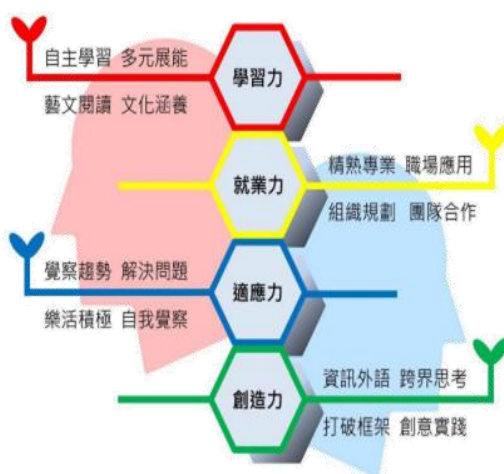 學習力
自主學習 多元展能
藝文閱讀 文化涵養
就業力
精熟專業 職場應用
組織規劃 團隊合作
適應力
覺察趨勢 解決問題
樂活積極 自我覺察
創造力
資訊外語 跨界思考
打破框架 創意實踐